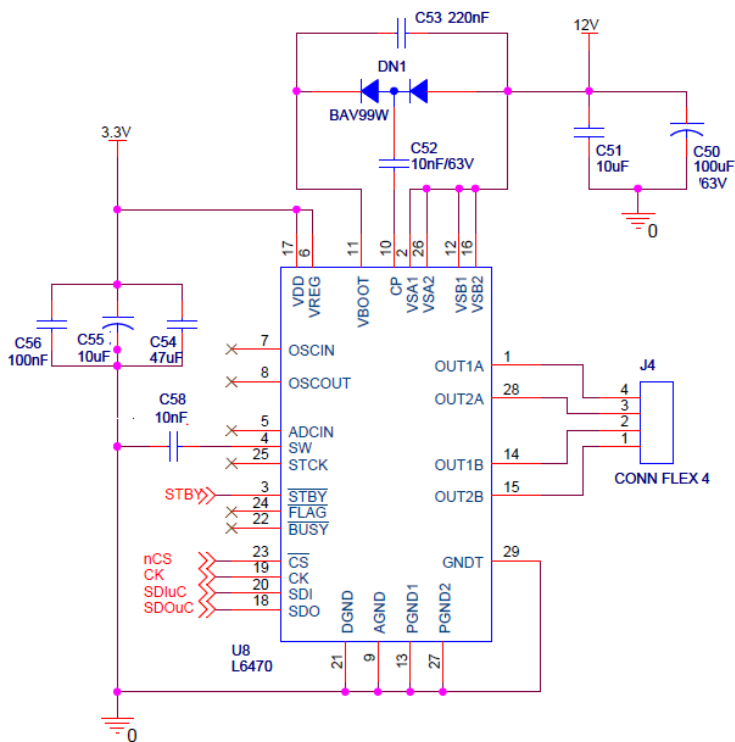 C53 220nF
12V
DN1
BAV99W
C52
10nF/63V
C51
10uF
C50
100uF
/63V
0
3.3V
17
6
11
10
2
26
12
16
VDD
VREG
VBOOT
CP
VSA1
VSA2
VSB1
VSB2
C56
100nF
C55
10uF
C54
47uF
7
OSCIN
8
OSCOUT
C58
10nF
5
ADCIN
4
SW
25
STCK
STBY
3
STBY
24
FLAG
22
BUSY
nCS
23
CS
CK
19
CK
SDIuC
20
SDI
SDOuC
18
SDO
OUT1A
1
OUT2A
28
OUT1B
14
OUT2B
15
GNDT
29
J4
4
3
2
1
CONN FLEX 4
DGND
AGND
PGND1
PGND2
U8
L6470
21
9
13
27
0